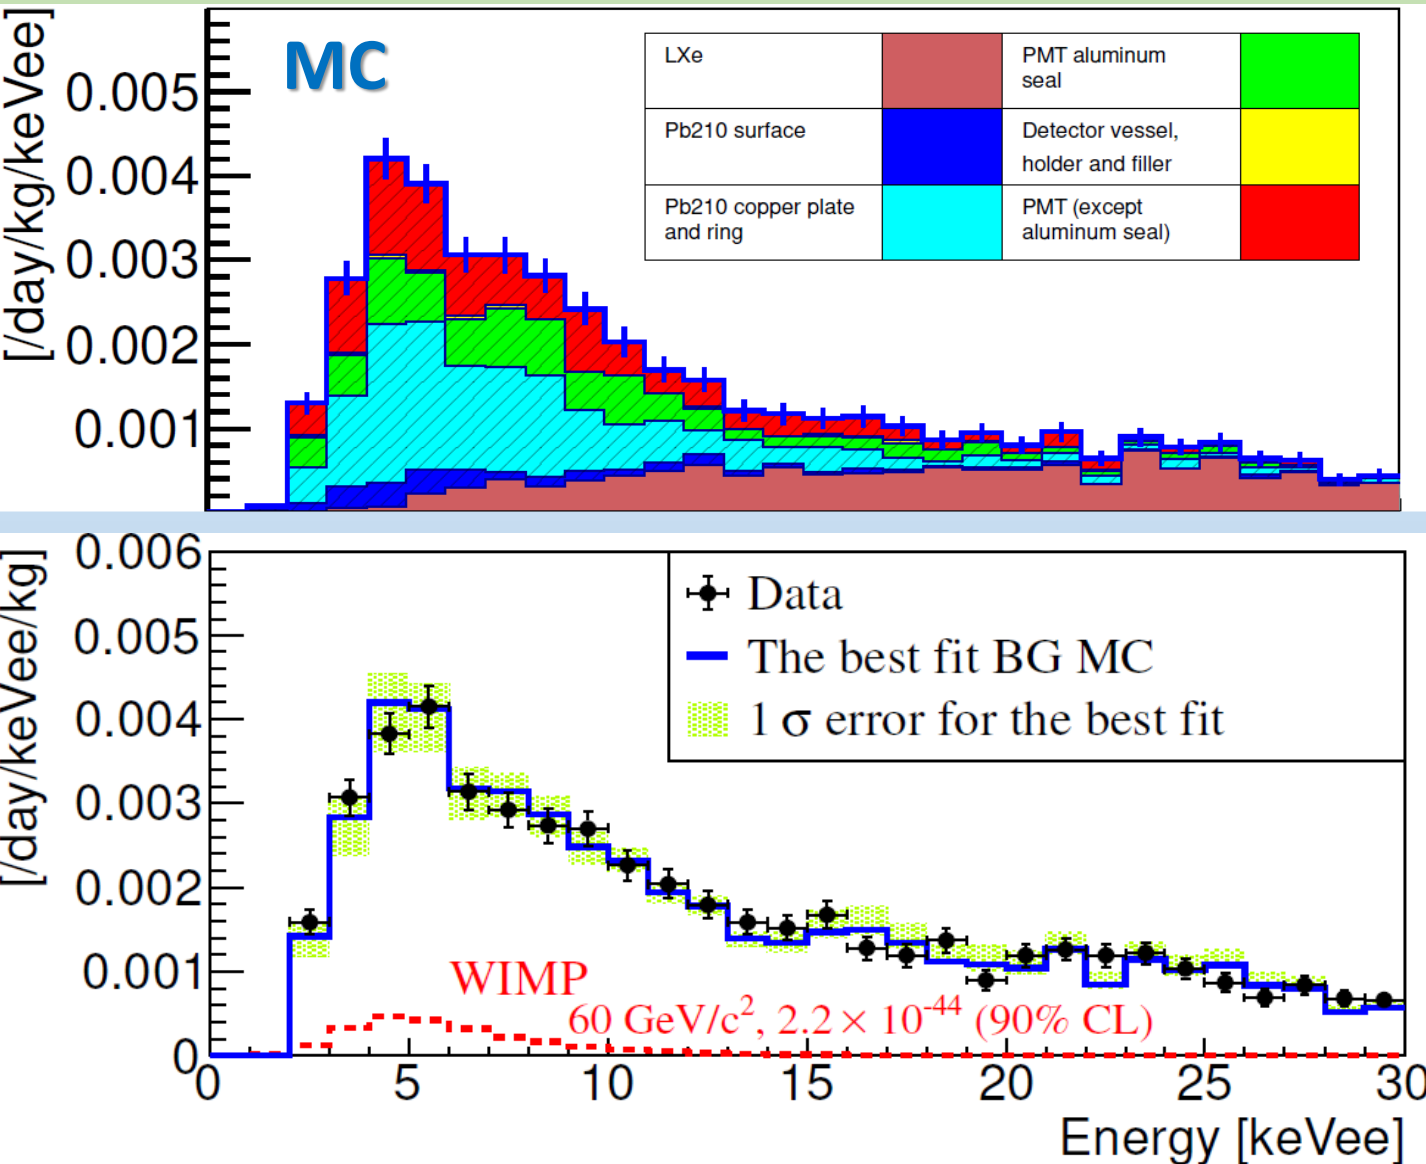 MC
[/day/kg/keVee]
0.005
0.004
0.003
0.002
0.001
LXe
PMT aluminum
seal
Pb210 surface
Detector vessel,
holder and filler
Pb210 copper plate
and ring
PMT (except
aluminum seal)
[/day/keVee/kg]
0.006
0.005
0.004
0.003
0.002
0.001
0
Data
The best fit BG MC
1 σ error for the best fit
WIMP
60 GeV/c², 2.2 × 10⁻⁴⁴ (90% CL)
0 5 10 15 20 25 30
Energy [keVee]